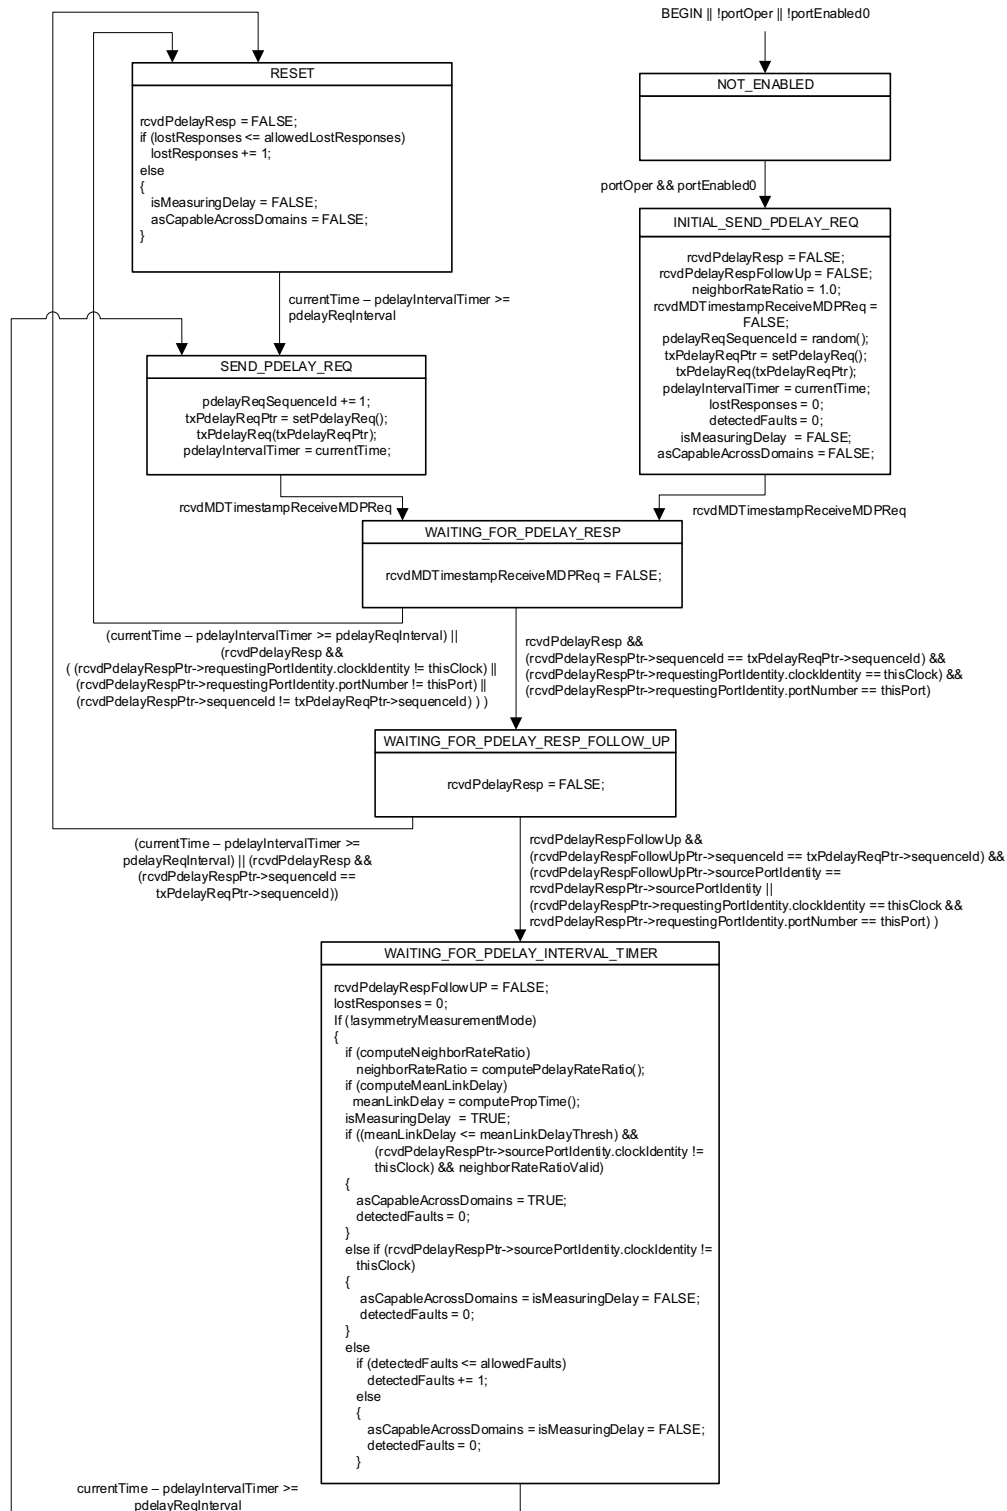 BEGIN || !portOper || !portEnabled0
RESET
rcvdPdelayResp = FALSE;
if (lostResponses <= allowedLostResponses)
lostResponses += 1;
else
{
isMeasuringDelay = FALSE;
asCapableAcrossDomains = FALSE;
}
NOT_ENABLED
portOper && portEnabled0
INITIAL_SEND_PDELAY_REQ
rcvdPdelayResp = FALSE;
rcvdPdelayRespFollowUp = FALSE;
neighborRateRatio = 1.0;
rcvdMDTimestampReceiveMDPReq =
FALSE;
pdelayReqSequenceId = random();
txPdelayReqPtr = setPdelayReq();
txPdelayReq(txPdelayReqPtr);
pdelayIntervalTimer = currentTime;
lostResponses = 0;
detectedFaults = 0;
isMeasuringDelay = FALSE;
asCapableAcrossDomains = FALSE;
currentTime – pdelayIntervalTimer >=
pdelayReqInterval
SEND_PDELAY_REQ
pdelayReqSequenceId += 1;
txPdelayReqPtr = setPdelayReq();
txPdelayReq(txPdelayReqPtr);
pdelayIntervalTimer = currentTime;
rcvdMDTimestampReceiveMDPReq
rcvdMDTimestampReceiveMDPReq
WAITING_FOR_PDELAY_RESP
rcvdMDTimestampReceiveMDPReq = FALSE;
(currentTime – pdelayIntervalTimer >= pdelayReqInterval) ||
(rcvdPdelayResp &&
( (rcvdPdelayRespPtr->requestingPortIdentity.clockIdentity != thisClock) ||
(rcvdPdelayRespPtr->requestingPortIdentity.portNumber != thisPort) ||
(rcvdPdelayRespPtr->sequenceId != txPdelayReqPtr->sequenceId) ) )
rcvdPdelayResp &&
(rcvdPdelayRespPtr->sequenceId == txPdelayReqPtr->sequenceId) &&
(rcvdPdelayRespPtr->requestingPortIdentity.clockIdentity == thisClock) &&
(rcvdPdelayRespPtr->requestingPortIdentity.portNumber == thisPort)
WAITING_FOR_PDELAY_RESP_FOLLOW_UP
rcvdPdelayResp = FALSE;
(currentTime – pdelayIntervalTimer >=
pdelayReqInterval) || (rcvdPdelayResp &&
(rcvdPdelayRespPtr->sequenceId ==
txPdelayReqPtr->sequenceId))
rcvdPdelayRespFollowUp &&
(rcvdPdelayRespFollowUpPtr->sequenceId == txPdelayReqPtr->sequenceId) &&
(rcvdPdelayRespFollowUpPtr->sourcePortIdentity ==
rcvdPdelayRespPtr->sourcePortIdentity ||
(rcvdPdelayRespPtr->requestingPortIdentity.clockIdentity == thisClock &&
rcvdPdelayRespPtr->requestingPortIdentity.portNumber == thisPort) )
WAITING_FOR_PDELAY_INTERVAL_TIMER
rcvdPdelayRespFollowUP = FALSE;
lostResponses = 0;
If (!asymmetryMeasurementMode)
{
if (computeNeighborRateRatio)
neighborRateRatio = computePdelayRateRatio();
if (computeMeanLinkDelay)
meanLinkDelay = computePropTime();
isMeasuringDelay = TRUE;
if ((meanLinkDelay <= meanLinkDelayThresh) &&
(rcvdPdelayRespPtr->sourcePortIdentity.clockIdentity !=
thisClock) && neighborRateRatioValid)
{
asCapableAcrossDomains = TRUE;
detectedFaults = 0;
}
else if (rcvdPdelayRespPtr->sourcePortIdentity.clockIdentity !=
thisClock)
{
asCapableAcrossDomains = isMeasuringDelay = FALSE;
detectedFaults = 0;
}
else
if (detectedFaults <= allowedFaults)
detectedFaults += 1;
else
{
asCapableAcrossDomains = isMeasuringDelay = FALSE;
detectedFaults = 0;
}
currentTime – pdelayIntervalTimer >=
pdelayReqInterval